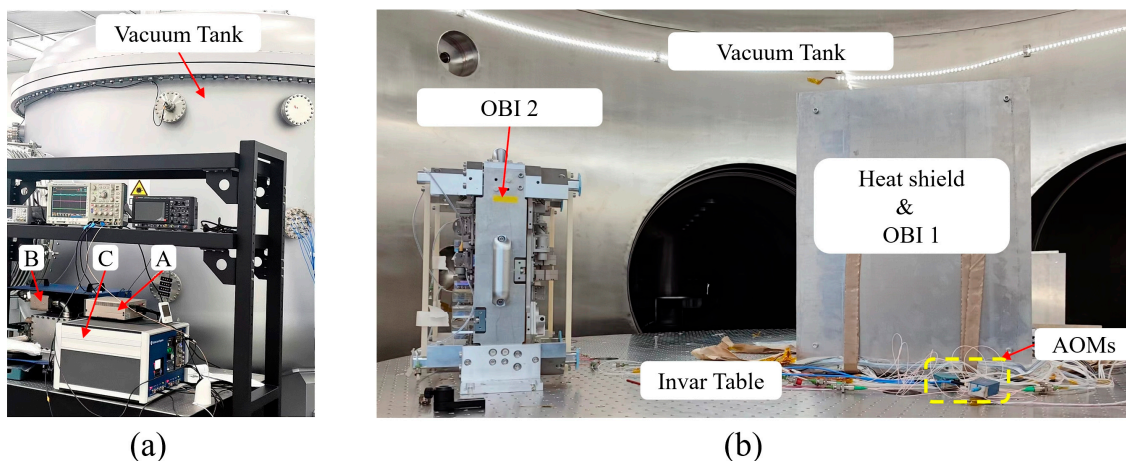 Vacuum Tank
B
C
A
(a)
Vacuum Tank
OBI 2
Heat shield
&
OBI 1
AOMs
Invar Table
(b)